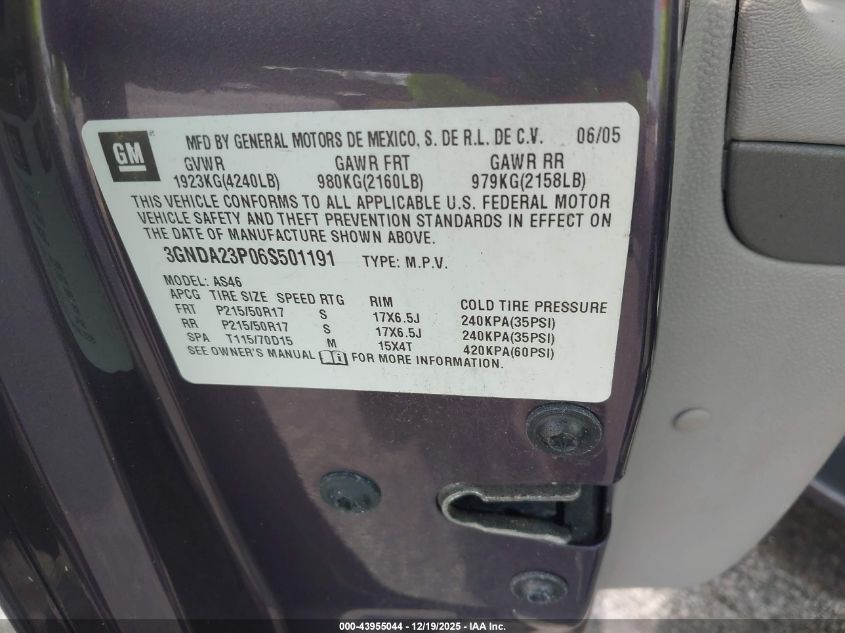 GM
MFD BY GENERAL MOTORS DE MEXICO, S. DE R.L. DE C.V. 06/05
GVWR GAWR FRT GAWR RR
1923KG(4240LB) 980KG(2160LB) 979KG(2158LB)
THIS VEHICLE CONFORMS TO ALL APPLICABLE U.S. FEDERAL MOTOR
VEHICLE SAFETY AND THEFT PREVENTION STANDARDS IN EFFECT ON
THE DATE OF MANUFACTURE SHOWN ABOVE.
3GNDA23P06S501191 TYPE: M.P.V.
MODEL: AS46
APCG TIRE SIZE SPEED RTG RIM COLD TIRE PRESSURE
FRT P215/50R17 S 17X6.5J 240KPA(35PSI)
RR P215/50R17 S 17X6.5J 240KPA(35PSI)
SPA T115/70D15 M 15X4T 420KPA(60PSI)
SEE OWNER'S MANUAL FOR MORE INFORMATION.
000-43955044 - 12/19/2025 - IAA Inc.